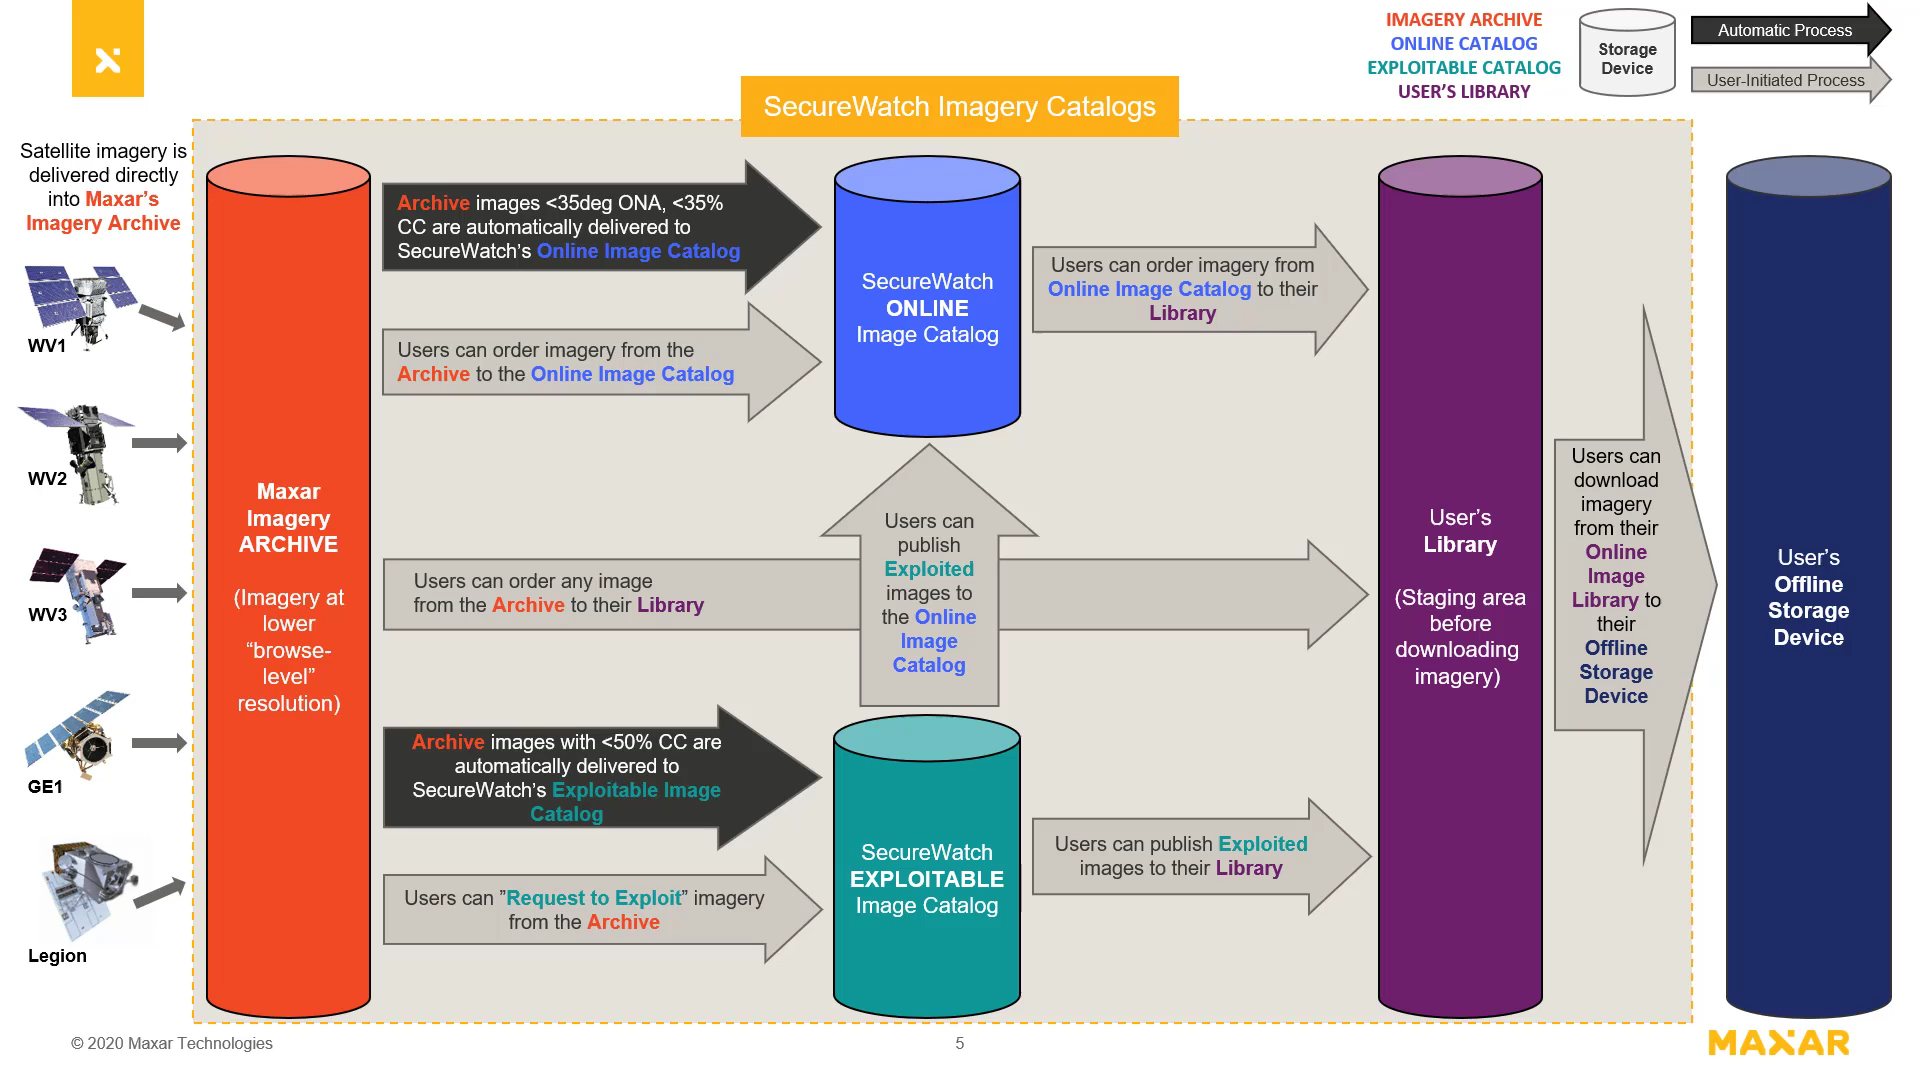 IMAGERY ARCHIVE
ONLINE CATALOG
EXPLOITABLE CATALOG
USER'S LIBRARY
Storage
Device
Automatic Process
User-Initiated Process
SecureWatch Imagery Catalogs
Satellite imagery is
delivered directly
into Maxar's
Imagery Archive
WV1
WV2
WV3
GE1
Legion
Maxar
Imagery
ARCHIVE
(Imagery at
lower
“browse-
level”
resolution)
Archive images <35deg ONA, <35%
CC are automatically delivered to
SecureWatch's Online Image Catalog
Users can order imagery from the
Archive to the Online Image Catalog
Users can order any image
from the Archive to their Library
Archive images with <50% CC are
automatically delivered to
SecureWatch's Exploitable Image
Catalog
Users can ”Request to Exploit” imagery
from the Archive
SecureWatch
ONLINE
Image Catalog
Users can
publish
Exploited
images to
the Online
Image
Catalog
SecureWatch
EXPLOITABLE
Image Catalog
Users can order imagery from
Online Image Catalog to their
Library
Users can publish Exploited
images to their Library
User's
Library
(Staging area
before
downloading
imagery)
Users can
download
imagery
from their
Online
Image
Library to
their
Offline
Storage
Device
User's
Offline
Storage
Device
© 2020 Maxar Technologies
5
MAXAR